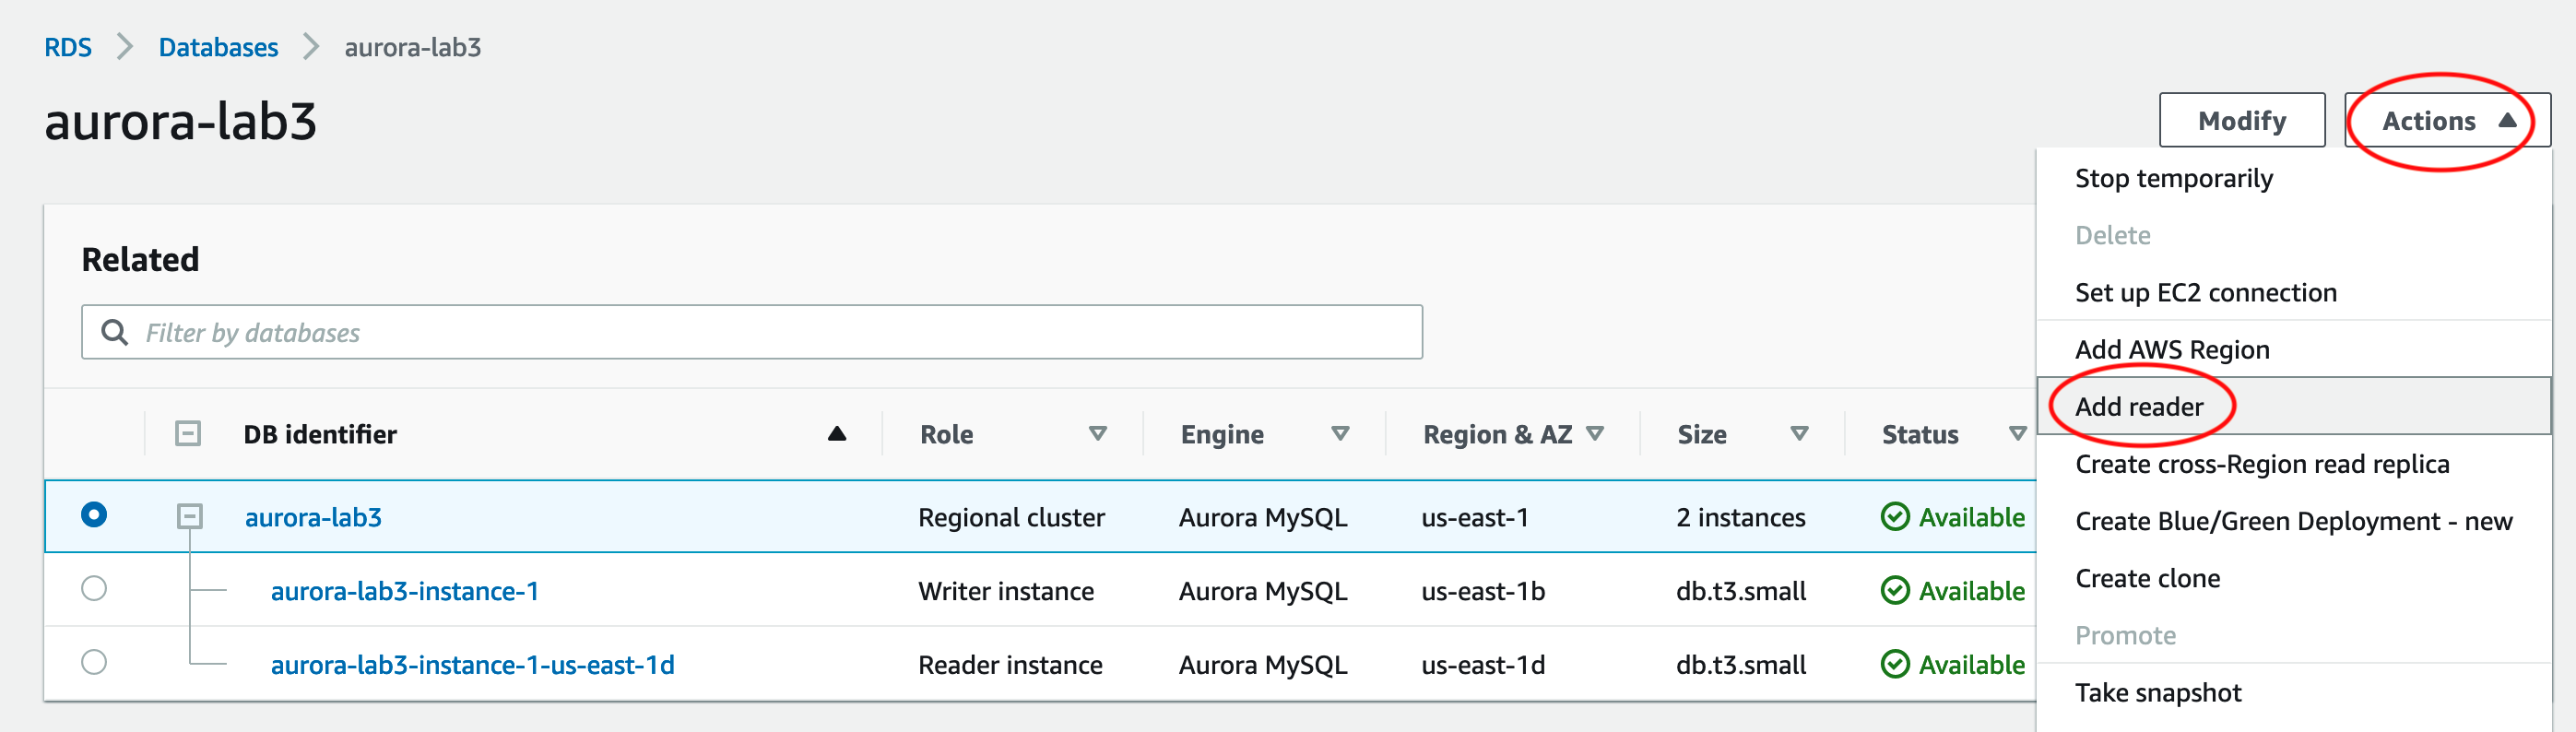 RDS Databases aurora-lab3
aurora-lab3
Modify Actions
Stop temporarily
Delete
Set up EC2 connection
Add AWS Region
Add reader
Create cross-Region read replica
Create Blue/Green Deployment - new
Create clone
Promote
Take snapshot
Related
Filter by databases
DB identifier Role Engine Region & AZ Size Status
aurora-lab3 Regional cluster Aurora MySQL us-east-1 2 instances Available
aurora-lab3-instance-1 Writer instance Aurora MySQL us-east-1b db.t3.small Available
aurora-lab3-instance-1-us-east-1d Reader instance Aurora MySQL us-east-1d db.t3.small Available